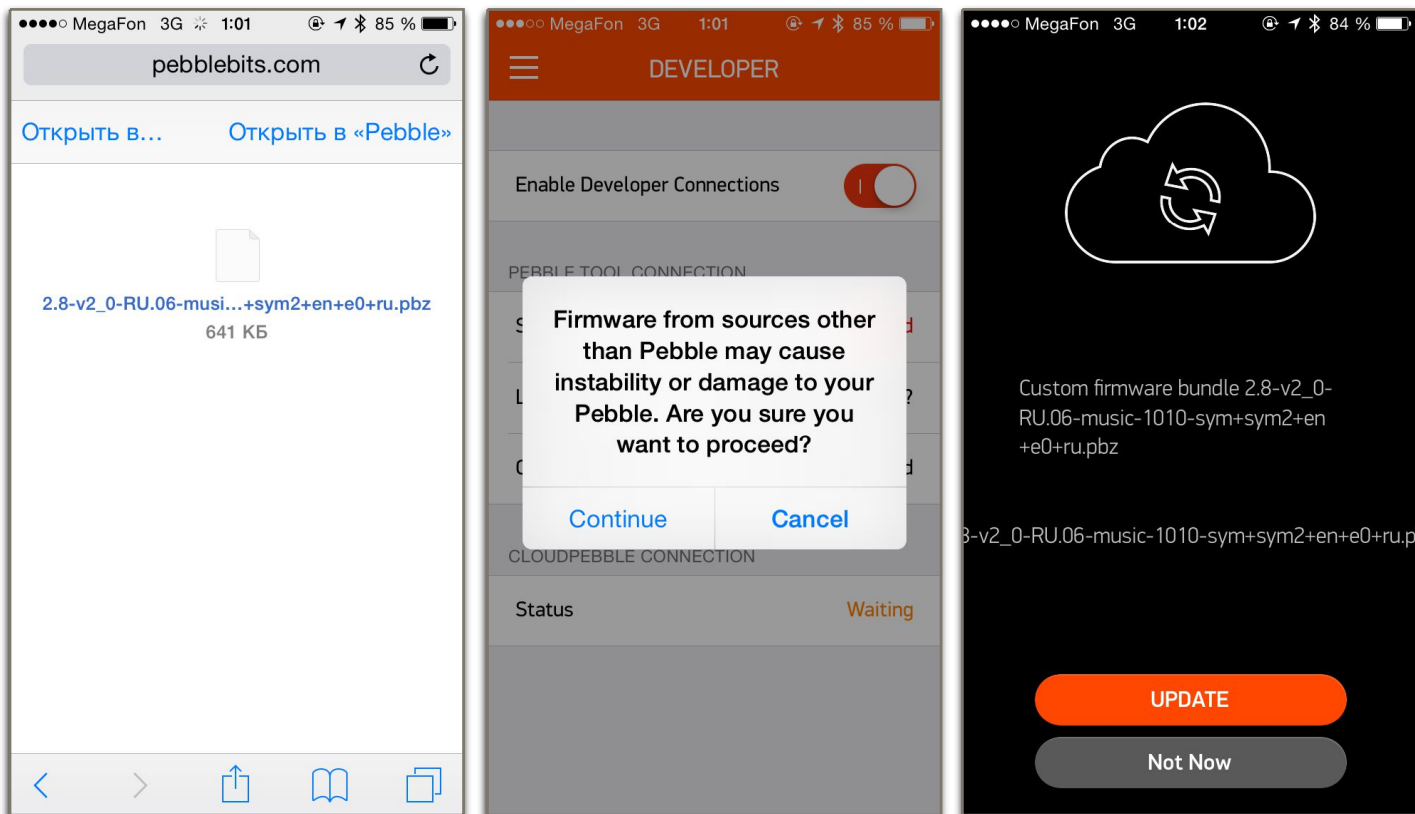 MegaFon 3G 1:01 85 %
pebblebits.com
Открыть в... Открыть в «Pebble»
2.8-v2_0-RU.06-musi...+sym2+en+e0+ru.pbz
641 КБ
MegaFon 3G 1:01 85 %
DEVELOPER
Enable Developer Connections
PEBBLE TOOL CONNECTION
Firmware from sources other
than Pebble may cause
instability or damage to your
Pebble. Are you sure you
want to proceed?
Continue Cancel
CLOUDPEBBLE CONNECTION
Status Waiting
MegaFon 3G 1:02 84 %
Custom firmware bundle 2.8-v2_0-
RU.06-music-1010-sym+sym2+en
+e0+ru.pbz
-v2_0-RU.06-music-1010-sym+sym2+en+e0+ru.p
UPDATE
Not Now